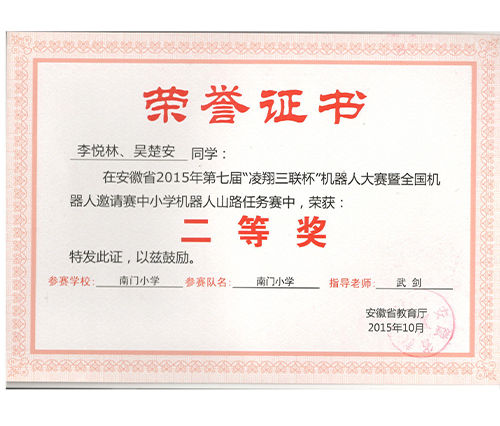 荣誉证书
李悦林、吴楚安 同学：
在安徽省2015年第七届“凌翔三联杯”机器人大赛暨全国机
器人邀请赛中小学机器人山路任务赛中，荣获：
二等奖
特发此证，以兹鼓励。
参赛学校: 南门小学 参赛队名: 南门小学 指导老师: 武 剑
安徽省教育厅
2015年10月